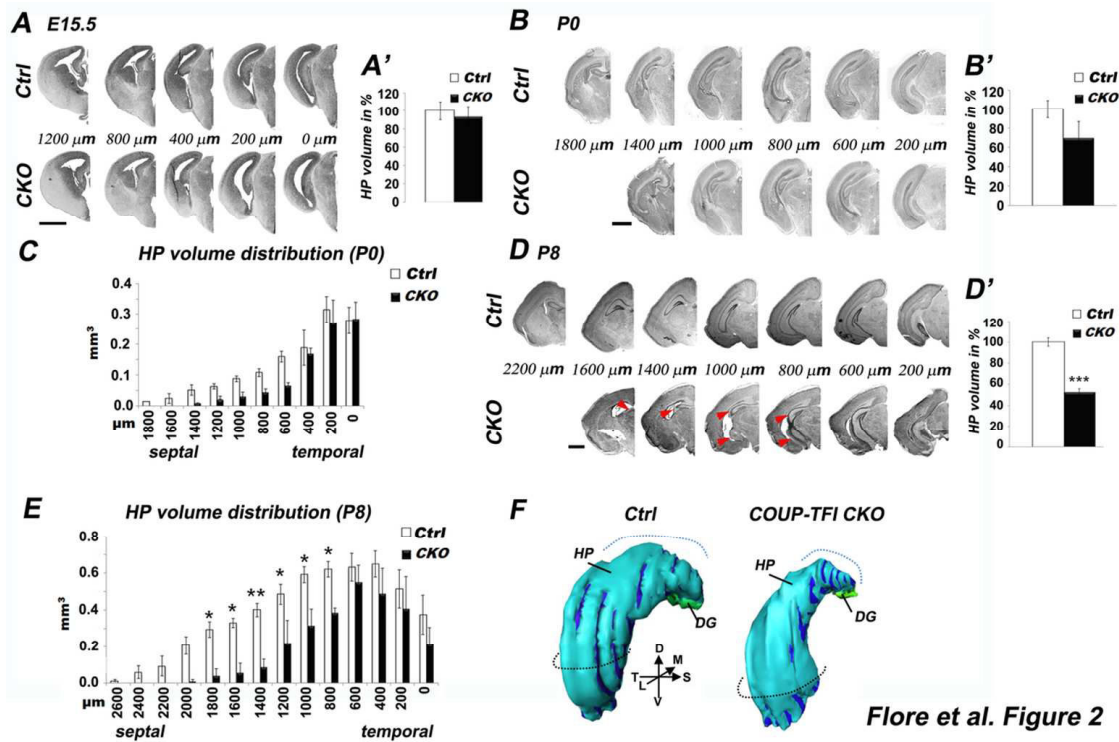 A E15.5
Ctrl
1200 µm 800 µm 400 µm 200 µm 0 µm
CKO
A'
Ctrl
CKO
HP volume in %
120
100
80
60
40
20
0
B P0
Ctrl
1800 µm 1400 µm 1000 µm 800 µm 600 µm 200 µm
CKO
B'
Ctrl
CKO
HP volume in %
120
100
80
60
40
20
0
C HP volume distribution (P0)
Ctrl
CKO
mm³
0.4
0.3
0.2
0.1
0.0
µm 1800 1600 1400 1200 1000 800 600 400 200 0
septal temporal
D P8
Ctrl
2200 µm 1600 µm 1400 µm 1000 µm 800 µm 600 µm 200 µm
CKO
D'
Ctrl
CKO
HP volume in %
120
100
80
60
40
20
0
***
E HP volume distribution (P8)
Ctrl
CKO
mm³
0.8
0.6
0.4
0.2
0.0
* * ** * * *
µm 2600 2400 2200 2000 1800 1600 1400 1200 1000 800 600 400 200 0
septal temporal
F Ctrl COUP-TFI CKO
HP
DG
D
M
T S
L
V
HP
DG
Flore et al. Figure 2